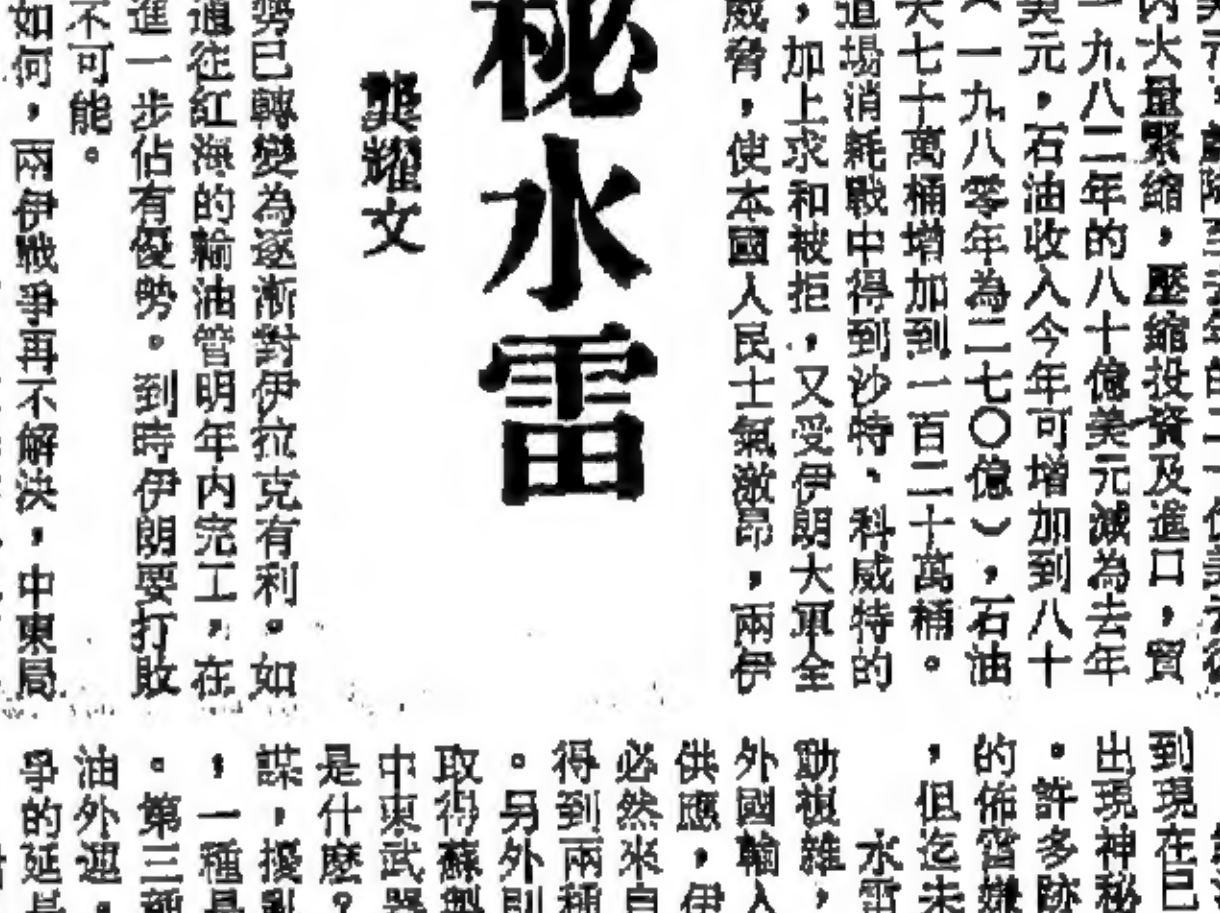 內大量緊縮，壓縮投資及進口，貿
一九八二年的八十億美元減為去年
美元，石油收入今年可增加到八十
（一九八零年為二七〇億），石油
天七十萬桶增加到一百二十萬桶。
道場消耗戰中得到沙特、科威特的
，加上求和被拒，又受伊朗大軍全
威脅，使本國人民士氣激昂，兩伊
秘水雷
龔耀文
勢已轉變為逐漸對伊拉克有利。如
通往紅海的輸油管明年內完工，在
進一步佔有優勢。到時伊朗要打敗
不可能。
如何，兩伊戰爭再不解決，中東局
到現在已
出現神秘
。許多跡
的佈雷嫌
，但迄未
水雷
助複雜，
外國輸入
供應，伊
必然來自
得到兩種
。另外則
取得蘇製
中東武器
是什麼？
謀，擾亂
，一種是
。第三種
油外運。
爭的延長